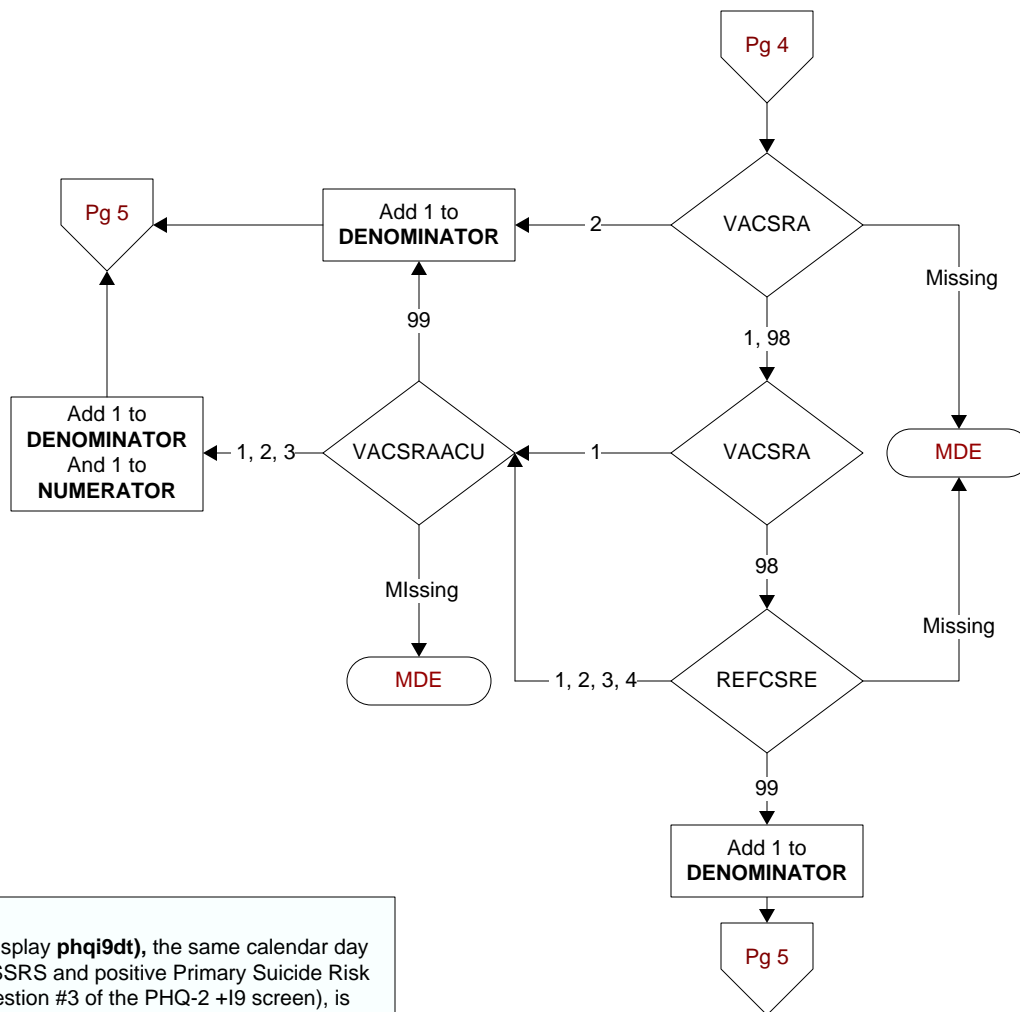 Pg 4
Pg 5
Add 1 to
DENOMINATOR
2
VACSRA
Missing
99
1, 98
Add 1 to
DENOMINATOR
And 1 to
NUMERATOR
1, 2, 3
VACSRAACU
1
VACSRA
MDE
98
MIssing
Missing
MDE
1, 2, 3, 4
REFCSRE
99
Add 1 to
DENOMINATOR
splay phqi9dt), the same calendar day
SSRS and positive Primary Suicide Risk
estion #3 of the PHQ-2 +I9 screen), is
Pg 5